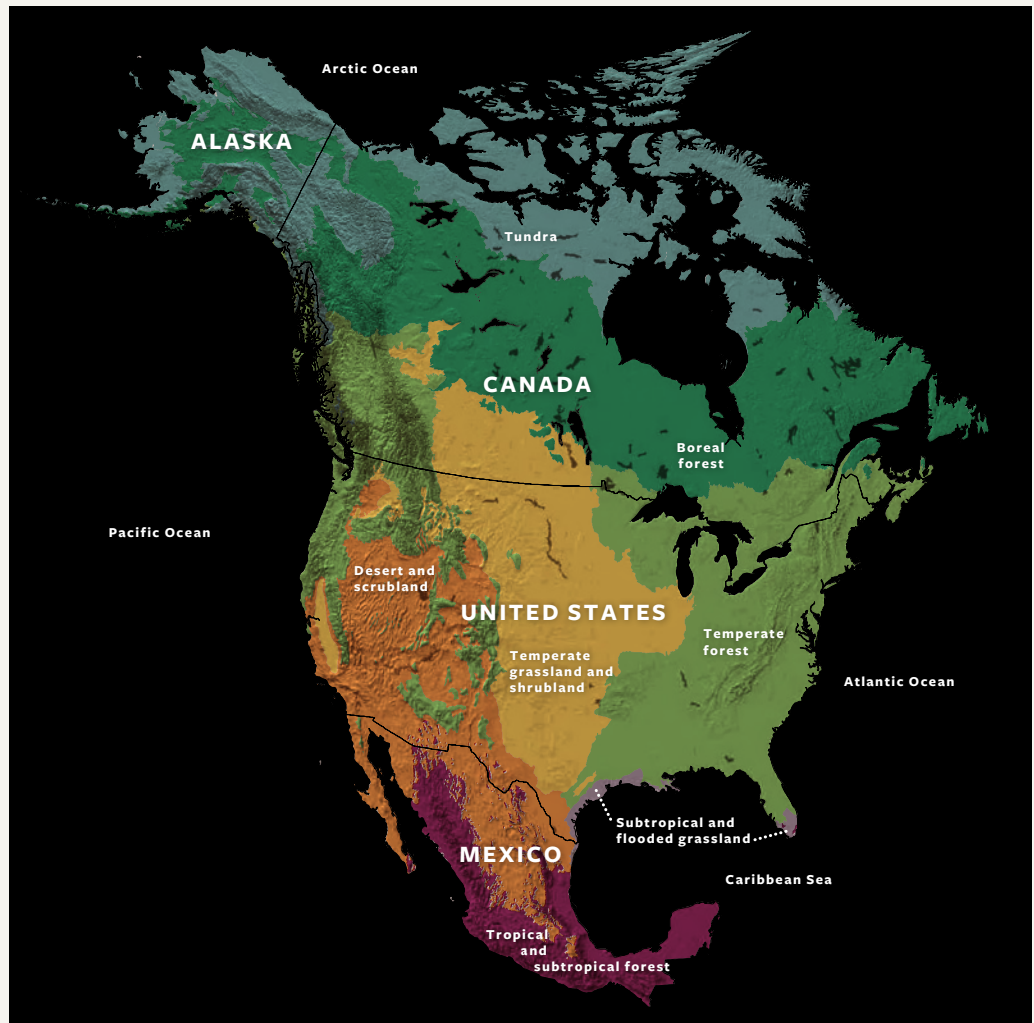 Arctic Ocean
ALASKA
Tundra
CANADA
Boreal
forest
Pacific Ocean
Desert and
scrubland
UNITED STATES
Temperate
forest
Temperate
grassland and
shrubland
Atlantic Ocean
Subtropical and
flooded grassland
MEXICO
Caribbean Sea
Tropical
and
subtropical forest